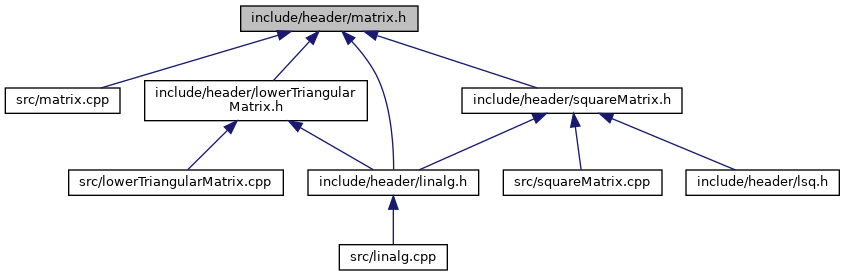 include/header/matrix.h
src/matrix.cpp
include/header/lowerTriangular
Matrix.h
include/header/squareMatrix.h
src/lowerTriangularMatrix.cpp
include/header/linalg.h
src/squareMatrix.cpp
include/header/lsq.h
src/linalg.cpp